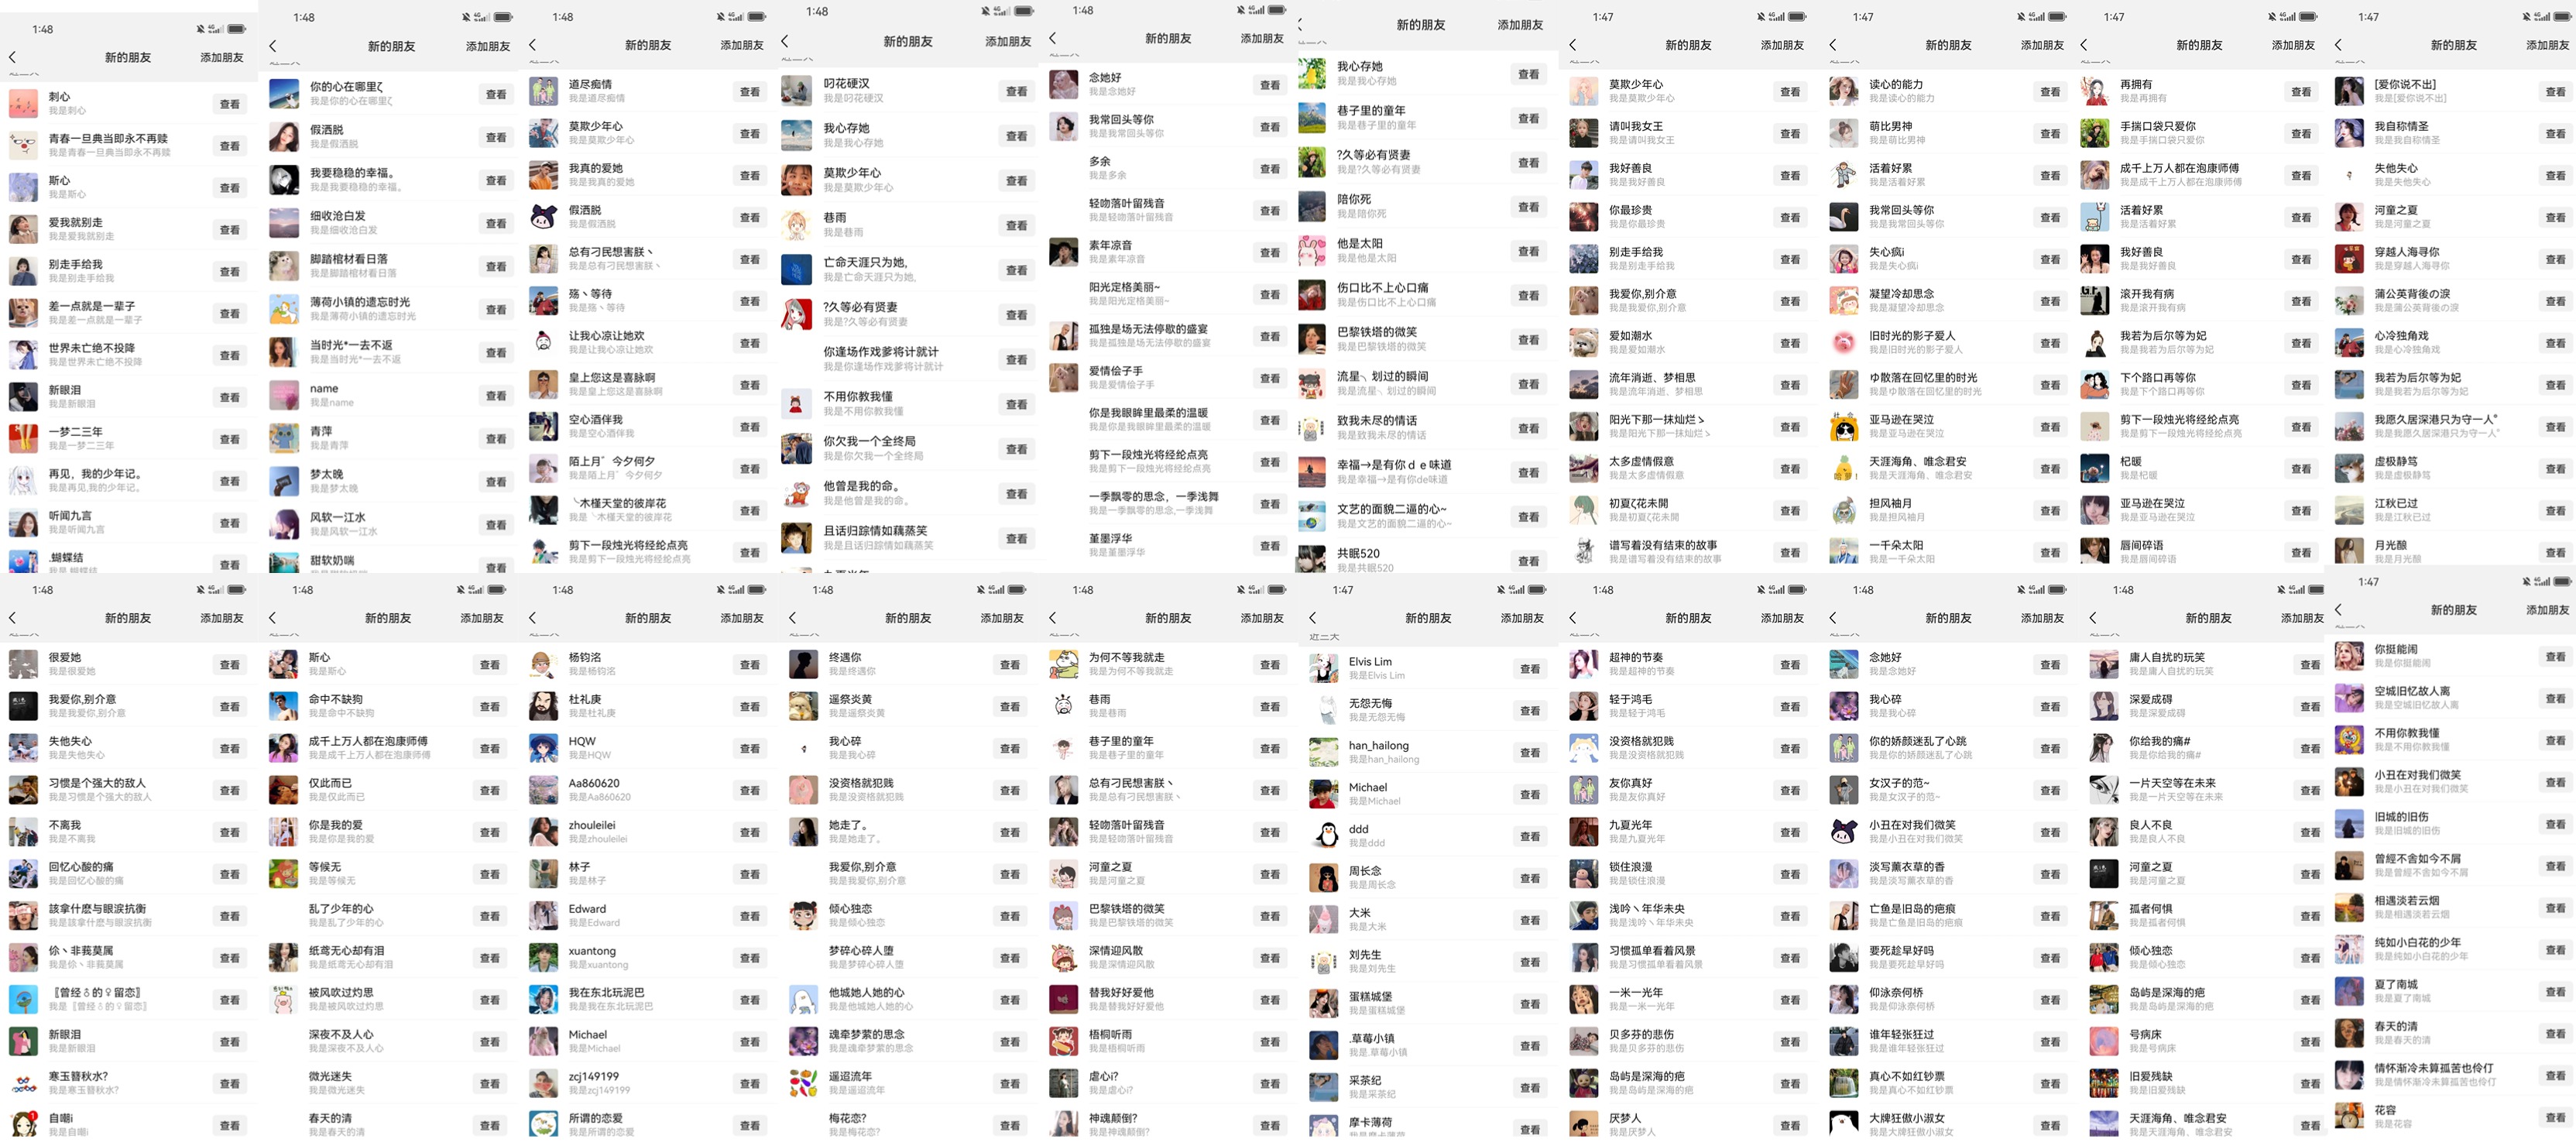 1:48
新的朋友 添加朋友
刺心
我是刺心
查看
青春一旦典当即永不再赎
我是青春一旦典当即永不再赎
查看
斯心
我是斯心
查看
爱我就别走
我是爱我就别走
查看
别走手给我
我是别走手给我
查看
差一点就是一辈子
我是差一点就是一辈子
查看
世界未亡绝不投降
我是世界未亡绝不投降
查看
新眼泪
我是新眼泪
查看
一梦二三年
我是一梦二三年
查看
再见，我的少年记。
我是再见,我的少年记。
查看
听闻九言
我是听闻九言
查看
.蝴蝶结
我是.蝴蝶结
查看
1:48
新的朋友 添加朋友
你的心在哪里ζ
我是你的心在哪里ζ
查看
假洒脱
我是假洒脱
查看
我要稳稳的幸福。
我是我要稳稳的幸福。
查看
细收沧白发
我是细收沧白发
查看
脚踏棺材看日落
我是脚踏棺材看日落
查看
薄荷小镇的遗忘时光
我是薄荷小镇的遗忘时光
查看
当时光*一去不返
我是当时光*一去不返
查看
name
我是name
查看
青萍
我是青萍
查看
梦太晚
我是梦太晚
查看
风软一江水
我是风软一江水
查看
甜软奶端
查看
1:48
新的朋友 添加朋友
道尽痴情
我是道尽痴情
查看
莫欺少年心
我是莫欺少年心
查看
我真的爱她
我是我真的爱她
查看
假洒脱
我是假洒脱
查看
总有刁民想害朕丶
我是总有刁民想害朕丶
查看
殇丶等待
我是殇丶等待
查看
让我心凉让她欢
我是让我心凉让她欢
查看
皇上您这是喜脉啊
我是皇上您这是喜脉啊
查看
空心酒伴我
我是空心酒伴我
查看
陌上月゛今夕何夕
我是陌上月゛今夕何夕
查看
╰木槿天堂的彼岸花
我是╰木槿天堂的彼岸花
查看
剪下一段烛光将经纶点亮
我是剪下一段烛光将经纶点亮
查看
1:48
新的朋友 添加朋友
叼花硬汉
我是叼花硬汉
查看
我心存她
我是我心存她
查看
莫欺少年心
我是莫欺少年心
查看
巷雨
我是巷雨
查看
亡命天涯只为她,
我是亡命天涯只为她,
查看
?久等必有贤妻
我是?久等必有贤妻
查看
你逢场作戏爹将计就计
我是你逢场作戏爹将计就计
查看
不用你教我懂
我是不用你教我懂
查看
你欠我一个全终局
我是你欠我一个全终局
查看
他曾是我的命。
我是他曾是我的命。
查看
且话归踪情如藕蒸笑
我是且话归踪情如藕蒸笑
查看
1:48
新的朋友 添加朋友
念她好
我是念她好
查看
我常回头等你
我是我常回头等你
查看
多余
我是多余
查看
轻吻落叶留残音
我是轻吻落叶留残音
查看
素年凉音
我是素年凉音
查看
阳光定格美丽~
我是阳光定格美丽~
查看
孤独是场无法停歇的盛宴
我是孤独是场无法停歇的盛宴
查看
爱情侩子手
我是爱情侩子手
查看
你是我眼眸里最柔的温暖
我是你是我眼眸里最柔的温暖
查看
剪下一段烛光将经纶点亮
我是剪下一段烛光将经纶点亮
查看
一季飘零的思念，一季浅舞
我是一季飘零的思念,一季浅舞
查看
堇墨浮华
我是堇墨浮华
查看
新的朋友 添加朋友
我心存她
我是我心存她
查看
巷子里的童年
我是巷子里的童年
查看
?久等必有贤妻
我是?久等必有贤妻
查看
陪你死
我是陪你死
查看
他是太阳
我是他是太阳
查看
伤口比不上心口痛
我是伤口比不上心口痛
查看
巴黎铁塔的微笑
我是巴黎铁塔的微笑
查看
流星╮划过的瞬间
我是流星╮划过的瞬间
查看
致我未尽的情话
我是致我未尽的情话
查看
幸福→是有你ｄｅ味道
我是幸福→是有你de味道
查看
文艺的面貌二逼的心~
我是文艺的面貌二逼的心~
查看
共眠520
我是共眠520
查看
1:47
新的朋友 添加朋友
莫欺少年心
我是莫欺少年心
查看
请叫我女王
我是请叫我女王
查看
我好善良
我是我好善良
查看
你最珍贵
我是你最珍贵
查看
别走手给我
我是别走手给我
查看
我爱你,别介意
我是我爱你,别介意
查看
爱如潮水
我是爱如潮水
查看
流年消逝、梦相思
我是流年消逝、梦相思
查看
阳光下那一抹灿烂ゝ
我是阳光下那一抹灿烂ゝ
查看
太多虚情假意
我是太多虚情假意
查看
初夏ζ花未開
我是初夏ζ花未開
查看
谱写着没有结束的故事
我是谱写着没有结束的故事
查看
1:47
新的朋友 添加朋友
读心的能力
我是读心的能力
查看
萌比男神
我是萌比男神
查看
活着好累
我是活着好累
查看
我常回头等你
我是我常回头等你
查看
失心疯i
我是失心疯i
查看
凝望冷却思念
我是凝望冷却思念
查看
旧时光的影子爱人
我是旧时光的影子爱人
查看
ゆ散落在回忆里的时光
我是ゆ散落在回忆里的时光
查看
亚马逊在哭泣
我是亚马逊在哭泣
查看
天涯海角、唯念君安
我是天涯海角、唯念君安
查看
担风袖月
我是担风袖月
查看
一千朵太阳
我是一千朵太阳
查看
1:47
新的朋友 添加朋友
再拥有
我是再拥有
查看
手揣口袋只爱你
我是手揣口袋只爱你
查看
成千上万人都在泡康师傅
我是成千上万人都在泡康师傅
查看
活着好累
我是活着好累
查看
我好善良
我是我好善良
查看
滚开我有病
我是滚开我有病
查看
我若为后尔等为妃
我是我若为后尔等为妃
查看
下个路口再等你
我是下个路口再等你
查看
剪下一段烛光将经纶点亮
我是剪下一段烛光将经纶点亮
查看
杞暖
我是杞暖
查看
亚马逊在哭泣
我是亚马逊在哭泣
查看
唇间碎语
我是唇间碎语
查看
1:47
新的朋友 添加朋友
[爱你说不出]
我是[爱你说不出]
查看
我自称情圣
我是我自称情圣
查看
失他失心
我是失他失心
查看
河童之夏
我是河童之夏
查看
穿越人海寻你
我是穿越人海寻你
查看
蒲公英背後の淚
我是蒲公英背後の淚
查看
心冷独角戏
我是心冷独角戏
查看
我若为后尔等为妃
我是我若为后尔等为妃
查看
我愿久居深港只为守一人°
我是我愿久居深港只为守一人°
查看
虚极静笃
我是虚极静笃
查看
江秋已过
我是江秋已过
查看
月光酿
我是月光酿
查看
1:48
新的朋友 添加朋友
很爱她
我是很爱她
查看
我爱你,别介意
我是我爱你,别介意
查看
失他失心
我是失他失心
查看
习惯是个强大的敌人
我是习惯是个强大的敌人
查看
不离我
我是不离我
查看
回忆心酸的痛
我是回忆心酸的痛
查看
該拿什麽与眼淚抗衡
我是該拿什麽与眼淚抗衡
查看
伱丶非莪莫属
我是伱丶非莪莫属
查看
〖曾经♂的♀留恋〗
我是〖曾经♂的♀留恋〗
查看
新眼泪
我是新眼泪
查看
寒玉簪秋水?
我是寒玉簪秋水?
查看
自嘲i
我是自嘲i
查看
1:48
新的朋友 添加朋友
斯心
我是斯心
查看
命中不缺狗
我是命中不缺狗
查看
成千上万人都在泡康师傅
我是成千上万人都在泡康师傅
查看
仅此而已
我是仅此而已
查看
你是我的爱
我是你是我的爱
查看
等候无
我是等候无
查看
乱了少年的心
我是乱了少年的心
查看
纸鸢无心却有泪
我是纸鸢无心却有泪
查看
被风吹过灼思
我是被风吹过灼思
查看
深夜不及人心
我是深夜不及人心
查看
微光迷失
我是微光迷失
查看
春天的清
我是春天的清
查看
1:48
新的朋友 添加朋友
杨钧洺
我是杨钧洺
查看
杜礼庚
我是杜礼庚
查看
HQW
我是HQW
查看
Aa860620
我是Aa860620
查看
zhouleilei
我是zhouleilei
查看
林子
我是林子
查看
Edward
我是Edward
查看
xuantong
我是xuantong
查看
我在东北玩泥巴
我是我在东北玩泥巴
查看
Michael
我是Michael
查看
zcj149199
我是zcj149199
查看
所谓的恋爱
我是所谓的恋爱
查看
1:48
新的朋友 添加朋友
终遇你
我是终遇你
查看
遥祭炎黄
我是遥祭炎黄
查看
我心碎
我是我心碎
查看
没资格就犯贱
我是没资格就犯贱
查看
她走了。
我是她走了。
查看
我爱你,别介意
我是我爱你,别介意
查看
倾心独恋
我是倾心独恋
查看
梦碎心碎人堕
我是梦碎心碎人堕
查看
他城她人她的心
我是他城她人她的心
查看
魂牵梦萦的思念
我是魂牵梦萦的思念
查看
遥迢流年
我是遥迢流年
查看
梅花恋?
我是梅花恋?
查看
1:48
新的朋友 添加朋友
为何不等我就走
我是为何不等我就走
查看
巷雨
我是巷雨
查看
巷子里的童年
我是巷子里的童年
查看
总有刁民想害朕丶
我是总有刁民想害朕丶
查看
轻吻落叶留残音
我是轻吻落叶留残音
查看
河童之夏
我是河童之夏
查看
巴黎铁塔的微笑
我是巴黎铁塔的微笑
查看
深情迎风散
我是深情迎风散
查看
替我好好爱他
我是替我好好爱他
查看
梧桐听雨
我是梧桐听雨
查看
虐心i?
我是虐心i?
查看
神魂颠倒?
我是神魂颠倒?
查看
1:47
新的朋友 添加朋友
近三天
Elvis Lim
我是Elvis Lim
查看
无怨无悔
我是无怨无悔
查看
han_hailong
我是han_hailong
查看
Michael
我是Michael
查看
ddd
我是ddd
查看
周长念
我是周长念
查看
大米
我是大米
查看
刘先生
我是刘先生
查看
蛋糕城堡
我是蛋糕城堡
查看
.草莓小镇
我是.草莓小镇
查看
采茶纪
我是采茶纪
查看
摩卡薄荷
我是摩卡薄荷
查看
1:48
新的朋友 添加朋友
超神的节奏
我是超神的节奏
查看
轻于鸿毛
我是轻于鸿毛
查看
没资格就犯贱
我是没资格就犯贱
查看
友你真好
我是友你真好
查看
九夏光年
我是九夏光年
查看
锁住浪漫
我是锁住浪漫
查看
浅吟丶年华未央
我是浅吟丶年华未央
查看
习惯孤单看着风景
我是习惯孤单看着风景
查看
一米一光年
我是一米一光年
查看
贝多芬的悲伤
我是贝多芬的悲伤
查看
岛屿是深海的疤
我是岛屿是深海的疤
查看
厌梦人
我是厌梦人
查看
1:48
新的朋友 添加朋友
念她好
我是念她好
查看
我心碎
我是我心碎
查看
你的娇颜迷乱了心跳
我是你的娇颜迷乱了心跳
查看
女汉子的范~
我是女汉子的范~
查看
小丑在对我们微笑
我是小丑在对我们微笑
查看
淡写薰衣草的香
我是淡写薰衣草的香
查看
亡鱼是旧岛的疤痕
我是亡鱼是旧岛的疤痕
查看
要死趁早好吗
我是要死趁早好吗
查看
仰泳奈何桥
我是仰泳奈何桥
查看
谁年轻张狂过
我是谁年轻张狂过
查看
真心不如红钞票
我是真心不如红钞票
查看
大牌狂傲小淑女
我是大牌狂傲小淑女
查看
1:48
新的朋友 添加朋友
庸人自扰的玩笑
我是庸人自扰的玩笑
查看
深爱成碍
我是深爱成碍
查看
你给我的痛#
我是你给我的痛#
查看
一片天空等在未来
我是一片天空等在未来
查看
良人不良
我是良人不良
查看
河童之夏
我是河童之夏
查看
孤者何惧
我是孤者何惧
查看
倾心独恋
我是倾心独恋
查看
岛屿是深海的疤
我是岛屿是深海的疤
查看
号病床
我是号病床
查看
旧爱残缺
我是旧爱残缺
查看
天涯海角、唯念君安
我是天涯海角、唯念君安
查看
1:47
新的朋友 添加朋友
你挺能闹
我是你挺能闹
查看
空城旧忆故人离
我是空城旧忆故人离
查看
不用你教我懂
我是不用你教我懂
查看
小丑在对我们微笑
我是小丑在对我们微笑
查看
旧城的旧伤
我是旧城的旧伤
查看
曾經不舍如今不屑
我是曾經不舍如今不屑
查看
相遇淡若云烟
我是相遇淡若云烟
查看
纯如小白花的少年
我是纯如小白花的少年
查看
夏了南城
我是夏了南城
查看
春天的清
我是春天的清
查看
情怀渐冷未算孤苦也伶仃
我是情怀渐冷未算孤苦也伶仃
查看
花容
我是花容
查看